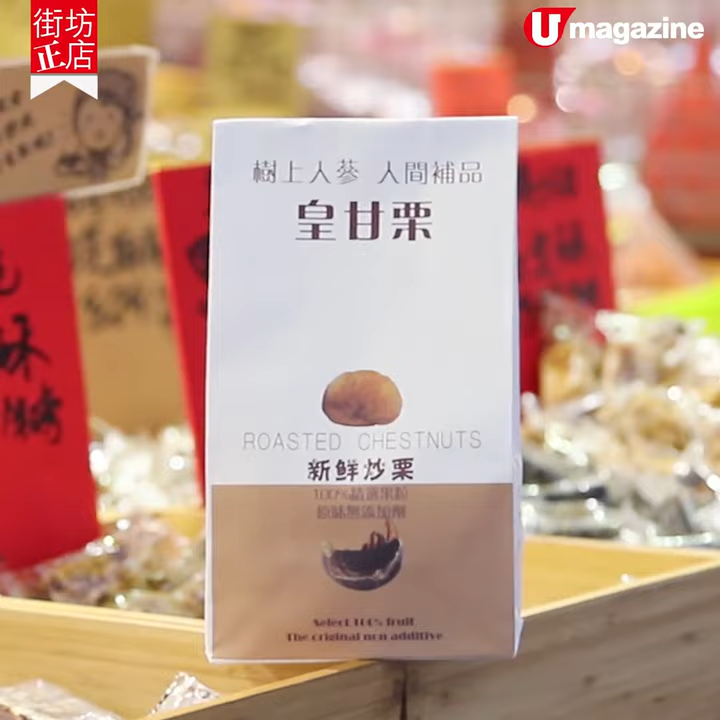 街坊
正店
U magazine
樹上人蔘 人間補品
皇甘栗
ROASTED CHESTNUTS
新鮮炒栗
100%精選果粒
原味無添加劑
Select 100% fruit
The original non additive